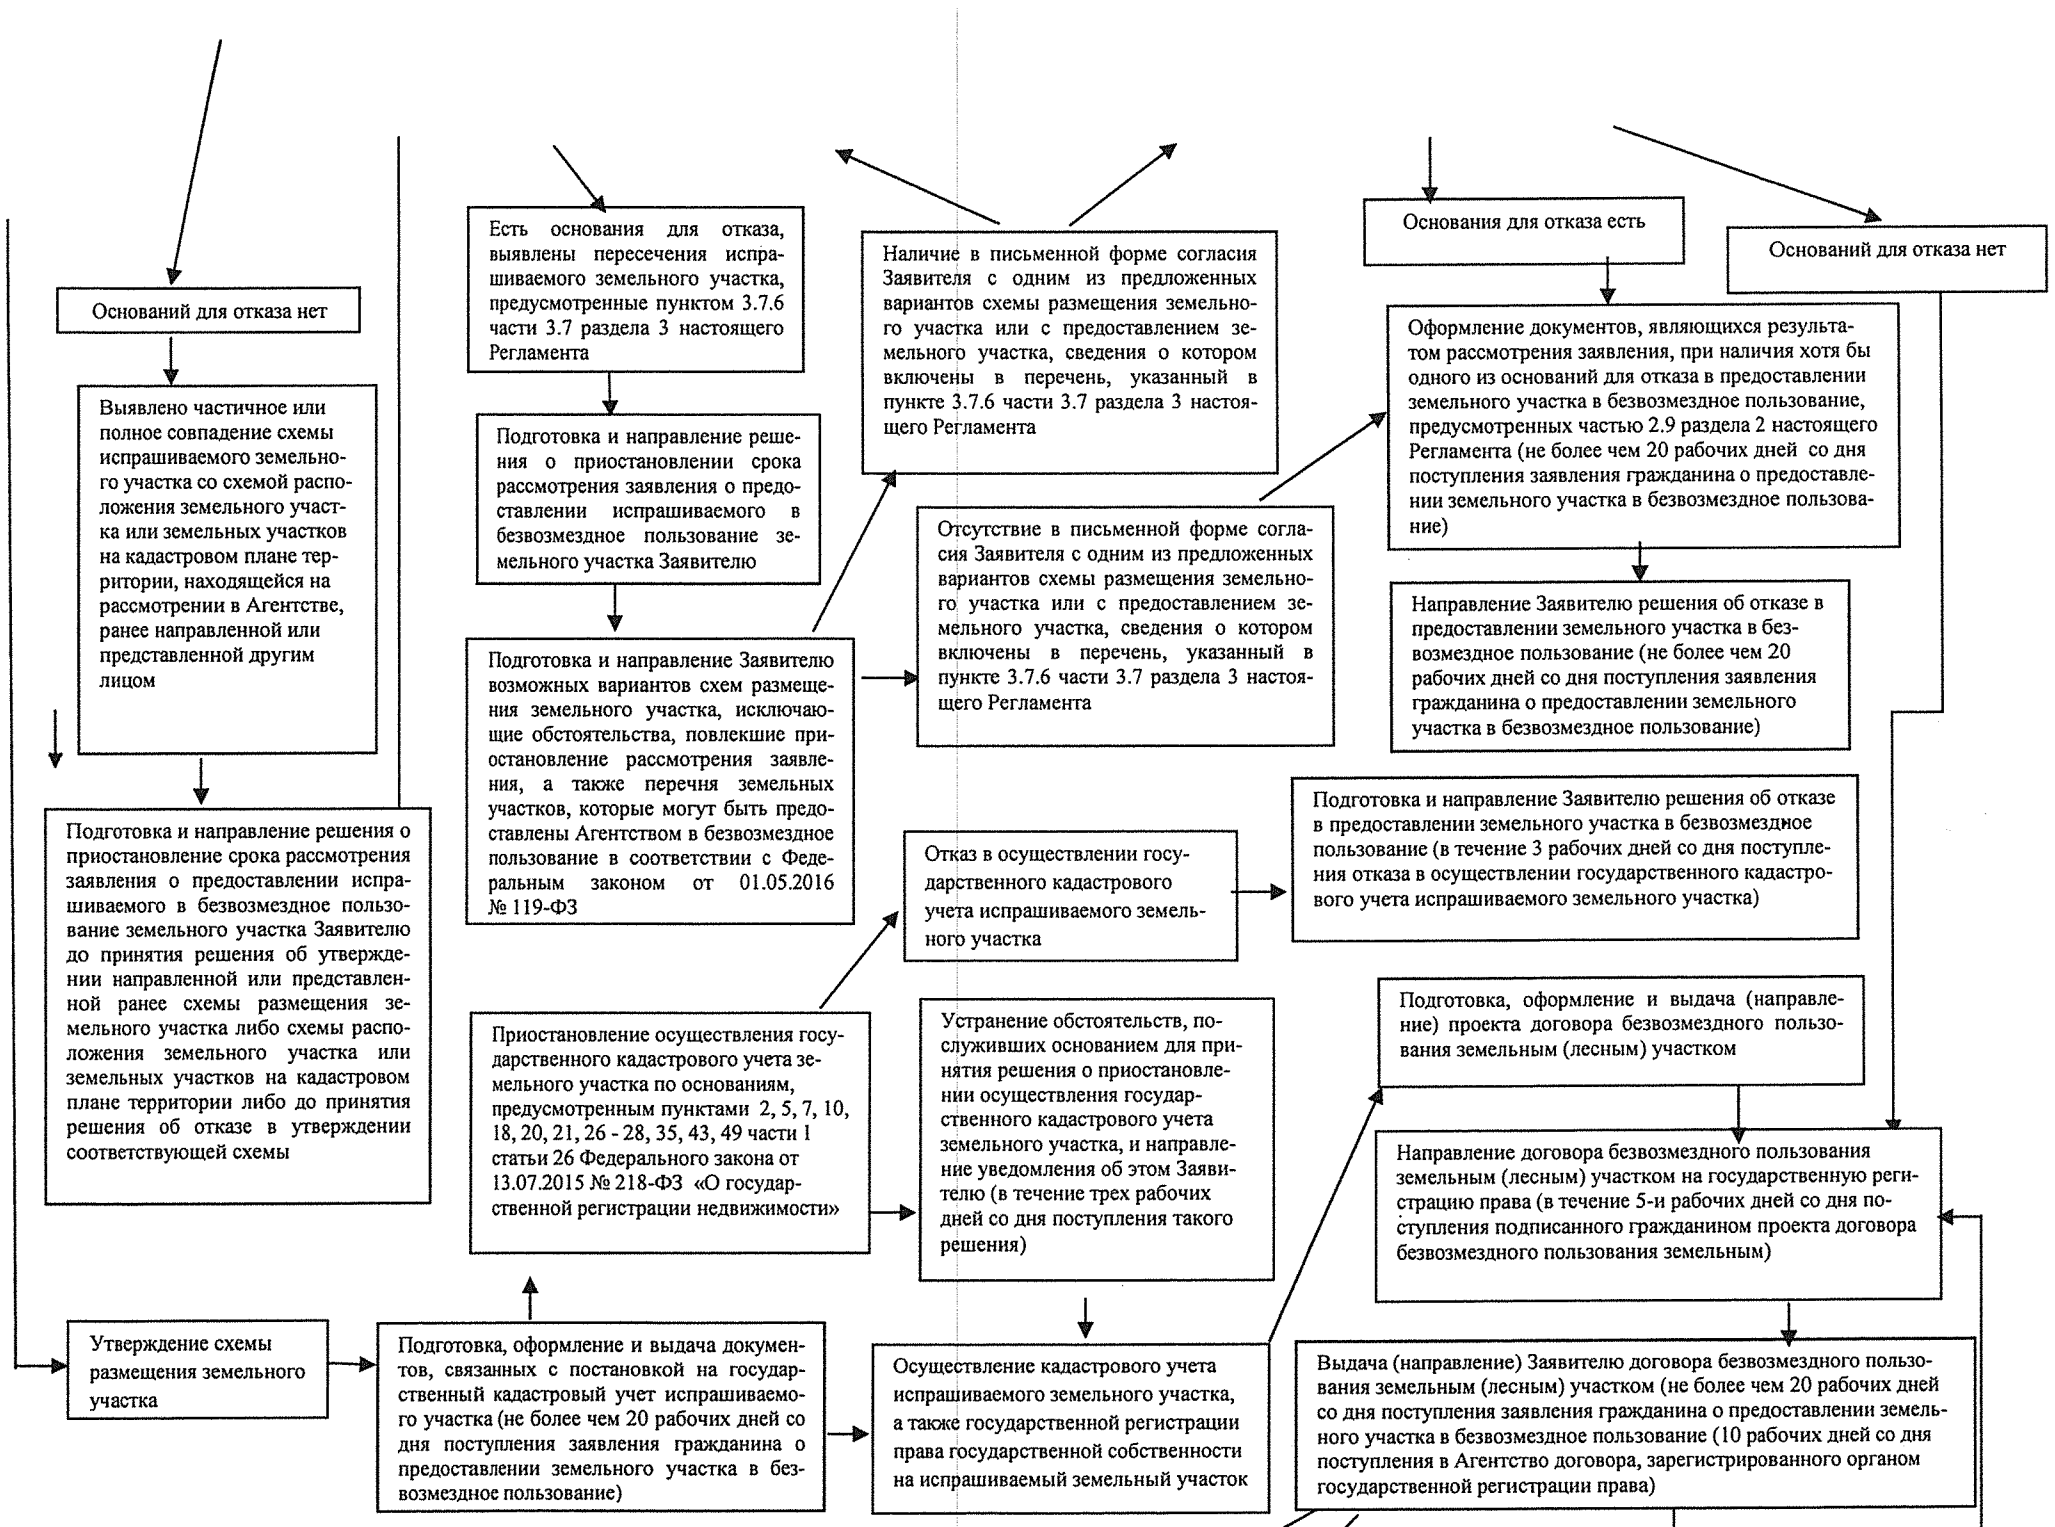 Оснований для отказа нет
Выявлено частичное или
полное совпадение схемы
испрашиваемого земельно-
го участка со схемой распо-
ложения земельного участ-
ка или земельных участков
на кадастровом плане тер-
ритории, находящейся на
рассмотрении в Агентстве,
ранее направленной или
представленной другим
лицом
Подготовка и направление решения о
приостановление срока рассмотрения
заявления о предоставлении испра-
шиваемого в безвозмездное пользо-
вание земельного участка Заявителю
до принятия решения об утвержде-
нии направленной или представлен-
ной ранее схемы размещения зе-
мельного участка либо схемы распо-
ложения земельного участка или
земельных участков на кадастровом
плане территории либо до принятия
решения об отказе в утверждении
соответствующей схемы
Есть основания для отказа,
выявлены пересечения испра-
шиваемого земельного участка,
предусмотренные пунктом 3.7.6
части 3.7 раздела 3 настоящего
Регламента
Подготовка и направление реше-
ния о приостановлении срока
рассмотрения заявления о предо-
ставлении испрашиваемого в
безвозмездное пользование зе-
мельного участка Заявителю
Подготовка и направление Заявителю
возможных вариантов схем размеще-
ния земельного участка, исключаю-
щие обстоятельства, повлекшие при-
остановление рассмотрения заявле-
ния, а также перечня земельных
участков, которые могут быть предо-
ставлены Агентством в безвозмездное
пользование в соответствии с Феде-
ральным законом от 01.05.2016
№ 119-ФЗ
Наличие в письменной форме согласия
Заявителя с одним из предложенных
вариантов схемы размещения земельно-
го участка или с предоставлением зе-
мельного участка, сведения о котором
включены в перечень, указанный в
пункте 3.7.6 части 3.7 раздела 3 настоя-
щего Регламента
Отсутствие в письменной форме согла-
сия Заявителя с одним из предложенных
вариантов схемы размещения земельно-
го участка или с предоставлением зе-
мельного участка, сведения о котором
включены в перечень, указанный в
пункте 3.7.6 части 3.7 раздела 3 настоя-
щего Регламента
Основания для отказа есть
Оснований для отказа нет
Оформление документов, являющихся результа-
том рассмотрения заявления, при наличия хотя бы
одного из оснований для отказа в предоставлении
земельного участка в безвозмездное пользование,
предусмотренных частью 2.9 раздела 2 настоящего
Регламента (не более чем 20 рабочих дней со дня
поступления заявления гражданина о предоставле-
нии земельного участка в безвозмездное пользова-
ние)
Направление Заявителю решения об отказе в
предоставлении земельного участка в без-
возмездное пользование (не более чем 20
рабочих дней со дня поступления заявления
гражданина о предоставлении земельного
участка в безвозмездное пользование)
Отказ в осуществлении госу-
дарственного кадастрового
учета испрашиваемого земель-
ного участка
Подготовка и направление Заявителю решения об отказе
в предоставлении земельного участка в безвозмездное
пользование (в течение 3 рабочих дней со дня поступле-
ния отказа в осуществлении государственного кадастро-
вого учета испрашиваемого земельного участка)
Приостановление осуществления госу-
дарственного кадастрового учета зе-
мельного участка по основаниям,
предусмотренным пунктами 2, 5, 7, 10,
18, 20, 21, 26 - 28, 35, 43, 49 части 1
статьи 26 Федерального закона от
13.07.2015 № 218-ФЗ «О государ-
ственной регистрации недвижимости»
Устранение обстоятельств, по-
служивших основанием для при-
нятия решения о приостановле-
нии осуществления государ-
ственного кадастрового учета
земельного участка, и направле-
ние уведомления об этом Заяви-
телю (в течение трех рабочих
дней со дня поступления такого
решения)
Подготовка, оформление и выдача (направле-
ние) проекта договора безвозмездного пользо-
вания земельным (лесным) участком
Направление договора безвозмездного пользования
земельным (лесным) участком на государственную реги-
страцию права (в течение 5-и рабочих дней со дня по-
ступления подписанного гражданином проекта договора
безвозмездного пользования земельным)
Утверждение схемы
размещения земельного
участка
Подготовка, оформление и выдача докумен-
тов, связанных с постановкой на государ-
ственный кадастровый учет испрашиваемо-
го участка (не более чем 20 рабочих дней со
дня поступления заявления гражданина о
предоставлении земельного участка в без-
возмездное пользование)
Осуществление кадастрового учета
испрашиваемого земельного участка,
а также государственной регистрации
права государственной собственности
на испрашиваемый земельный участок
Выдача (направление) Заявителю договора безвозмездного пользо-
вания земельным (лесным) участком (не более чем 20 рабочих дней
со дня поступления заявления гражданина о предоставлении земель-
ного участка в безвозмездное пользование (10 рабочих дней со дня
поступления в Агентство договора, зарегистрированного органом
государственной регистрации права)